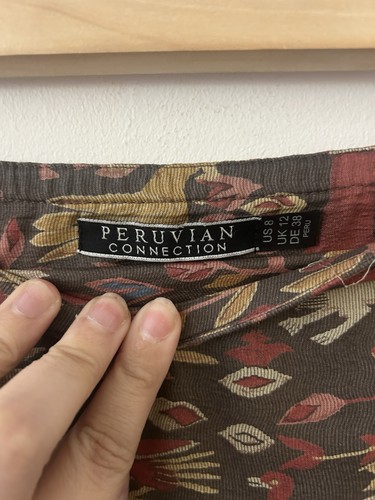 PERUVIAN
CONNECTION
US 8
UK 12
DE 38
PERU